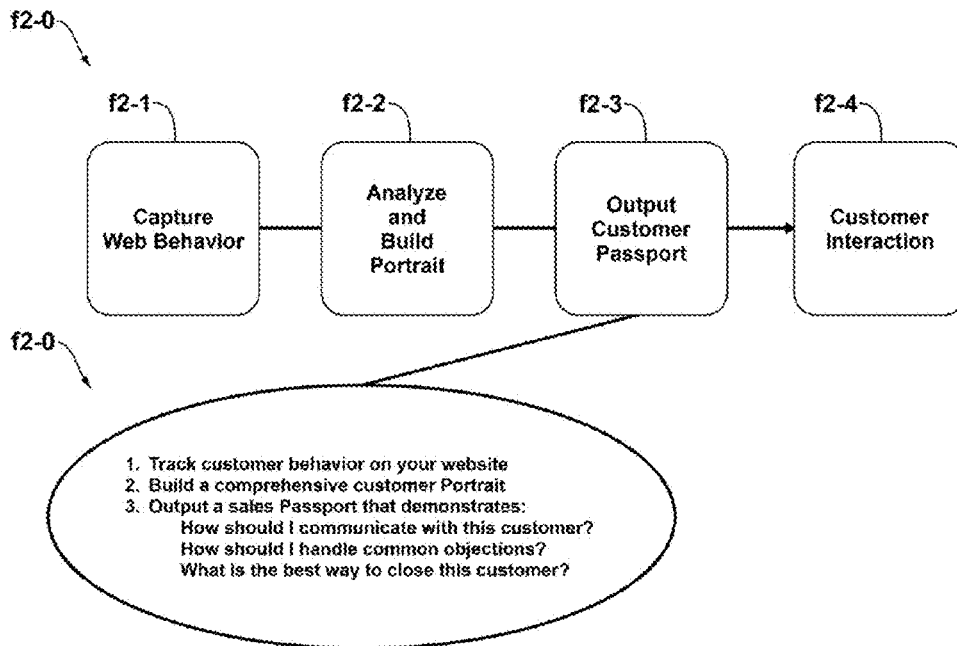 f2-0
f2-1
f2-2
f2-3
f2-4
Capture
Web Behavior
Analyze
and
Build
Portrait
Output
Customer
Passport
Customer
Interaction
f2-0
1. Track customer behavior on your website
2. Build a comprehensive customer Portrait
3. Output a sales Passport that demonstrates:
How should I communicate with this customer?
How should I handle common objections?
What is the best way to close this customer?